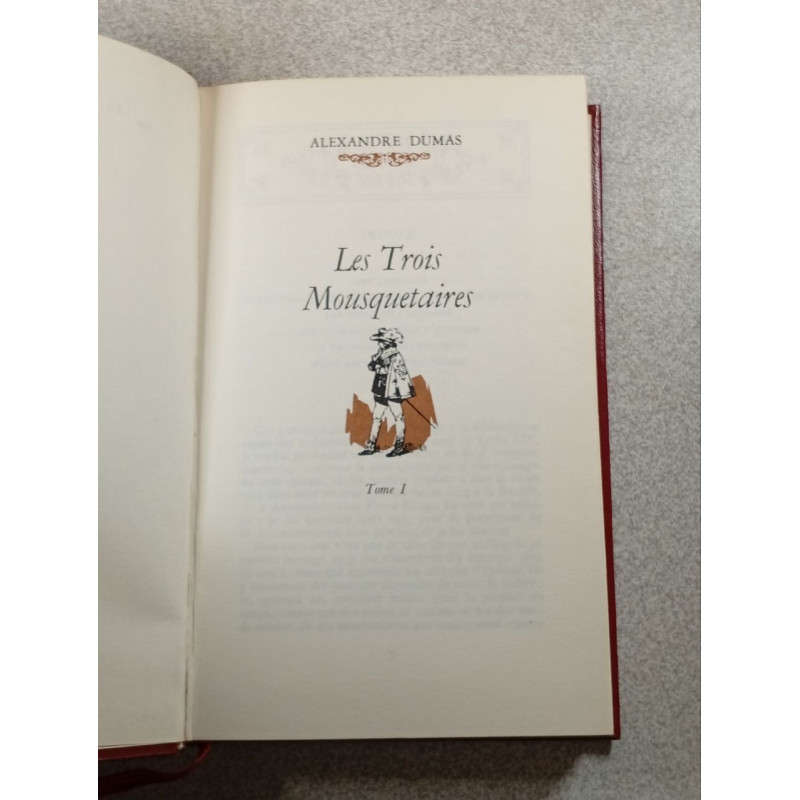 ALEXANDRE DUMAS
Les Trois
Mousquetaires
Tome I